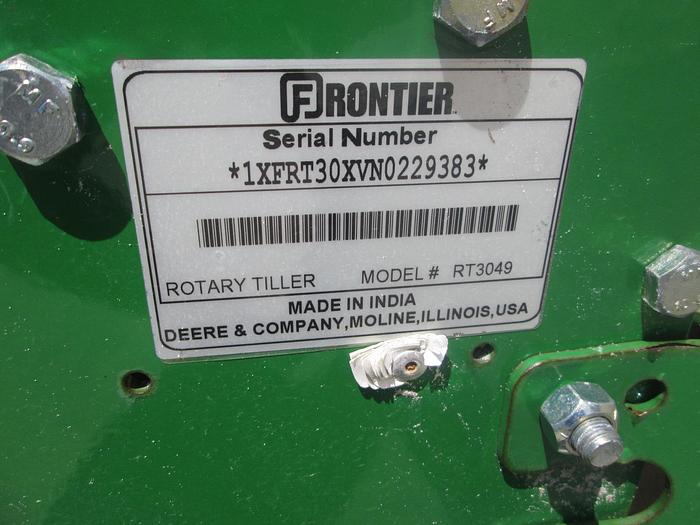 FRONTIER
Serial Number
*1XFRT30XVN0229383*
ROTARY TILLER MODEL # RT3049
MADE IN INDIA
DEERE & COMPANY,MOLINE,ILLINOIS,USA